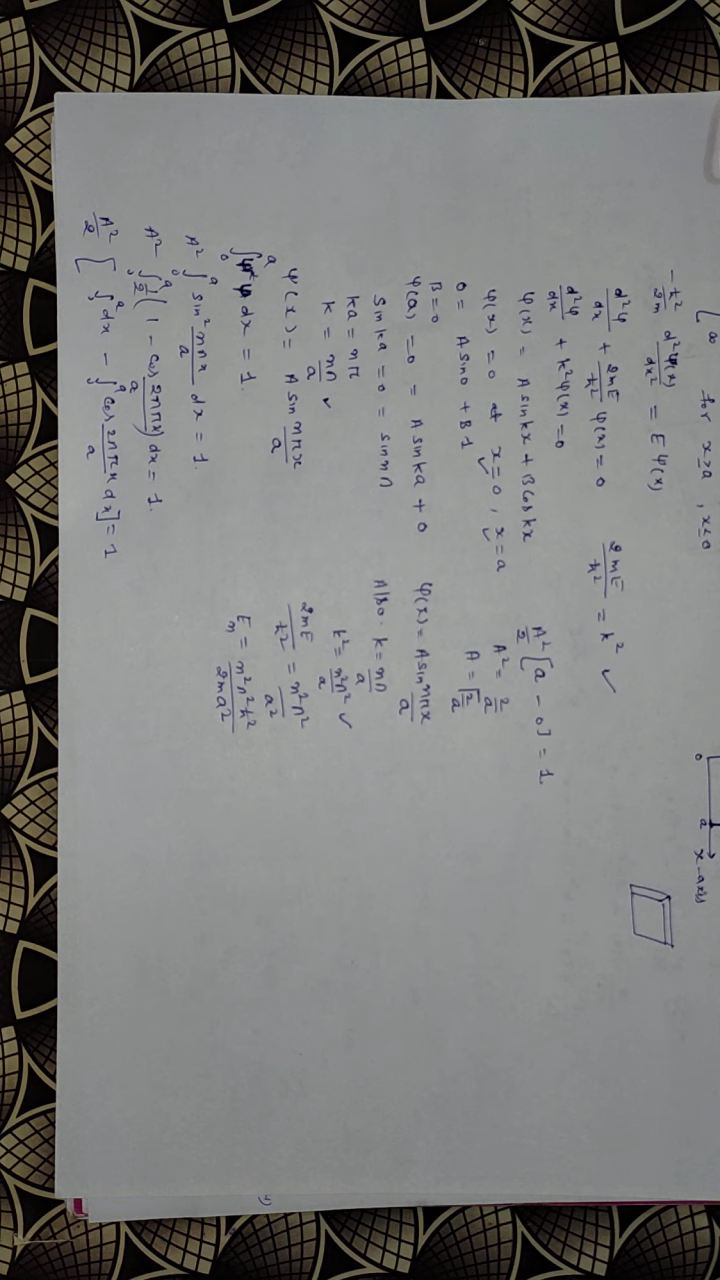 ∞ for x≥a, x≤0
0 a x-axis
-ħ²/2m d²ψ(x)/dx² = E ψ(x)
d²ψ/dx + 2mE/ħ² ψ(x) = 0
2mE/ħ² = k² ✓
d²ψ/dx + k²ψ(x) = 0
ψ(x) = A sin kx + B cos kx
ψ(x) = 0 at x=0, x=a
0 = A sin 0 + B 1
B = 0
ψ(a) = 0 = A sin ka + 0
sin ka = 0 = sin nπ
ka = nπ
k = nπ/a ✓
ψ(x) = A sin nπx/a
∫₀ᵃ ψ* ψ dx = 1.
A² ∫₀ᵃ sin² nπx/a dx = 1.
A² ∫₀ᵃ 1/2 (1 - cos 2nπx/a) dx = 1.
A²/2 [ ∫₀ᵃ dx - ∫₀ᵃ cos 2nπx/a dx ] = 1
A²/2 [a - 0] = 1
A² = 2/a
A = √2/a
ψ(x) = A sin nπx/a
Also. k = nπ/a
k² = n²π²/a ✓
2mE/ħ² = n²π²/a²
Eₙ = n²π²ħ²/2ma²